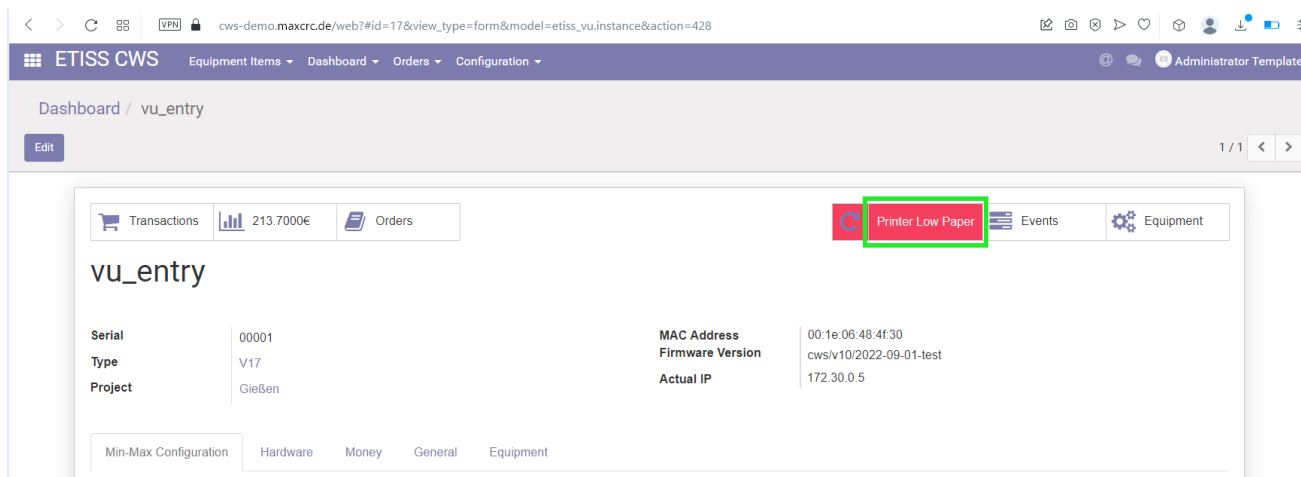 VPN cws-demo.maxcrc.de/web?#id=17&view_type=form&model=etiss_vu.instance&action=428
ETISS CWS Equipment Items Dashboard Orders Configuration @ Administrator Template
Dashboard / vu_entry
Edit 1 / 1
Transactions 213.7000€ Orders Printer Low Paper Events Equipment
vu_entry
Serial 00001 MAC Address 00:1e:06:48:4f:30
Type V17 Firmware Version cws/v10/2022-09-01-test
Project Gießen Actual IP 172.30.0.5
Min-Max Configuration Hardware Money General Equipment